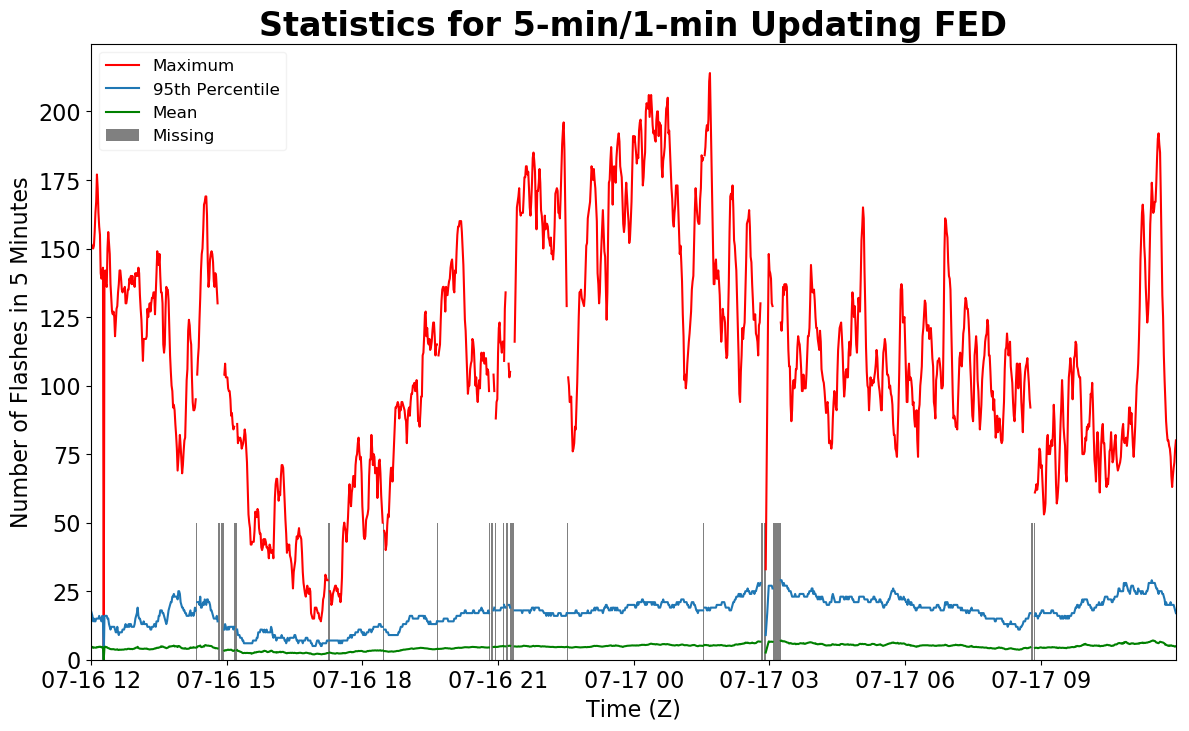 Statistics for 5-min/1-min Updating FED
Maximum
95th Percentile
Mean
Missing
Number of Flashes in 5 Minutes
200
175
150
125
100
75
50
25
0
07-16 12
07-16 15
07-16 18
07-16 21
07-17 00
07-17 03
07-17 06
07-17 09
Time (Z)